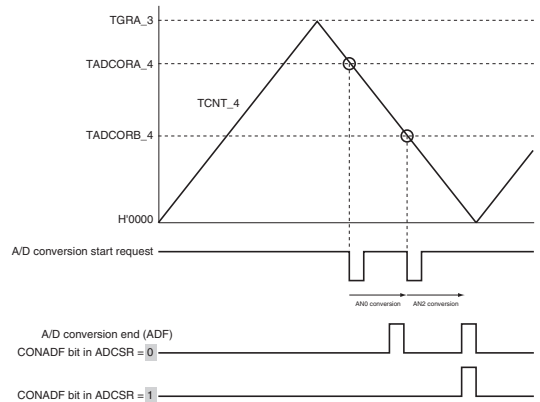 TGRA_3
TADCORA_4
TCNT_4
TADCORB_4
H'0000
A/D conversion start request
AN0 conversion
AN2 conversion
A/D conversion end (ADF)
CONADF bit in ADCSR = 0
CONADF bit in ADCSR = 1